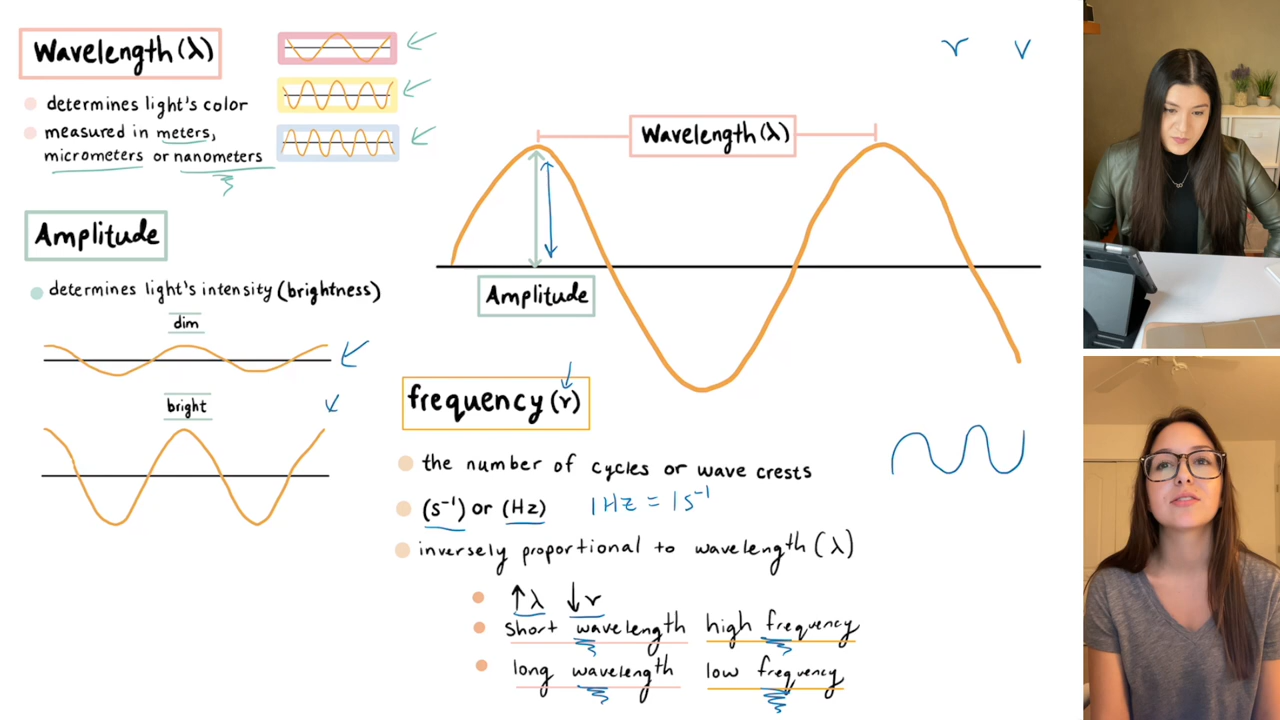 Wavelength (λ)
determines light's color
measured in meters,
micrometers or nanometers
Amplitude
determines light's intensity (brightness)
dim
bright
ν v
Wavelength (λ)
Amplitude
frequency (ν)
the number of cycles or wave crests
(s⁻¹) or (Hz) 1 Hz = 1 s⁻¹
inversely proportional to wavelength (λ)
↑λ ↓ν
short wavelength high frequency
long wavelength low frequency